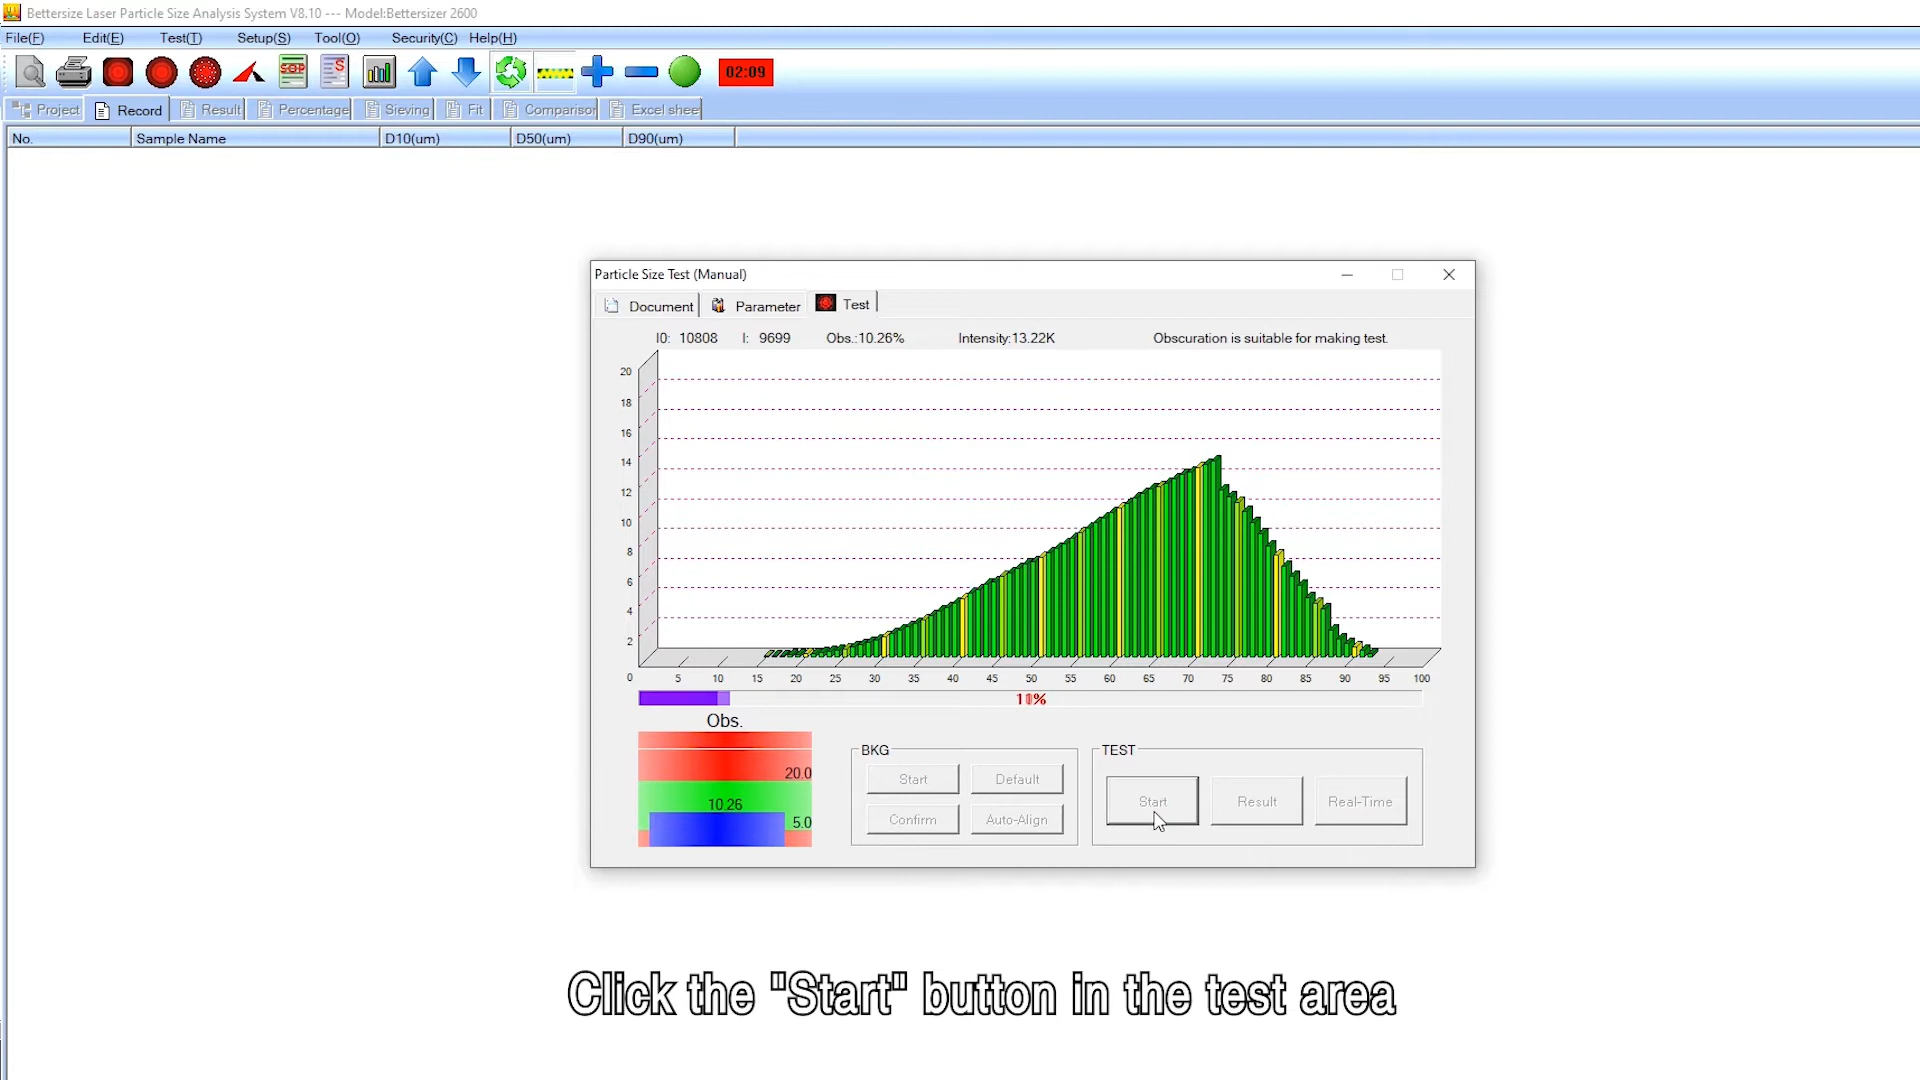 Bettersize Laser Particle Size Analysis System V8.10 --- Model:Bettersizer 2600
File(F) Edit(E) Test(T) Setup(S) Tool(O) Security(C) Help(H)
SOP S 02:09
Project Record Result Percentage Sieving Fit Comparisor Excel shee
No. Sample Name D10(um) D50(um) D90(um)
Particle Size Test (Manual)
Document Parameter Test
I0: 10808 I: 9699 Obs.:10.26% Intensity:13.22K Obscuration is suitable for making test.
20
18
16
14
12
10
8
6
4
2
0 5 10 15 20 25 30 35 40 45 50 55 60 65 70 75 80 85 90 95 100
Obs.
20.0
10.26
5.0
BKG
Start Default
Confirm Auto-Align
TEST
Start Result Real-Time
Click the "Start" button in the test area